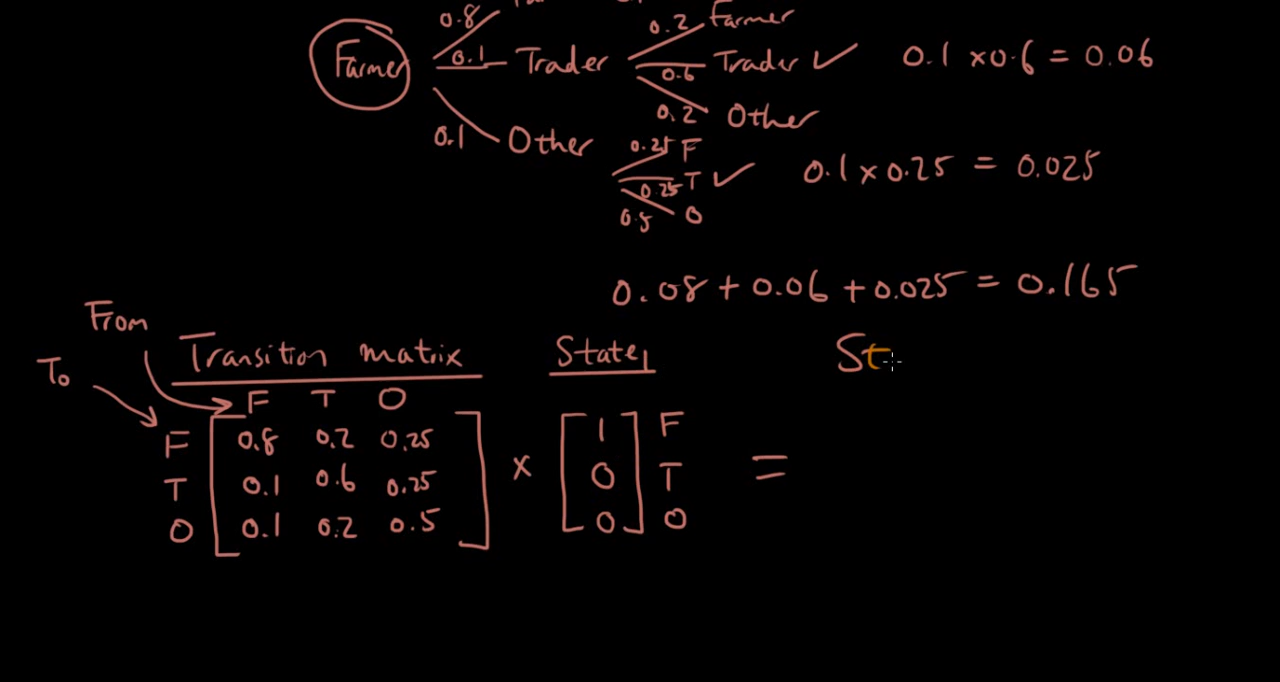 0.8
0.2 Farmer
Farmer 0.1 Trader 0.6 Trader ✓ 0.1 × 0.6 = 0.06
0.2 Other
0.1 Other 0.25 F
0.25 T ✓ 0.1 × 0.25 = 0.025
0.5 O
0.08 + 0.06 + 0.025 = 0.165
From
To
Transition matrix State1 St
F T O
F 0.8 0.2 0.25 1 F
T 0.1 0.6 0.25 × 0 T =
O 0.1 0.2 0.5 0 O